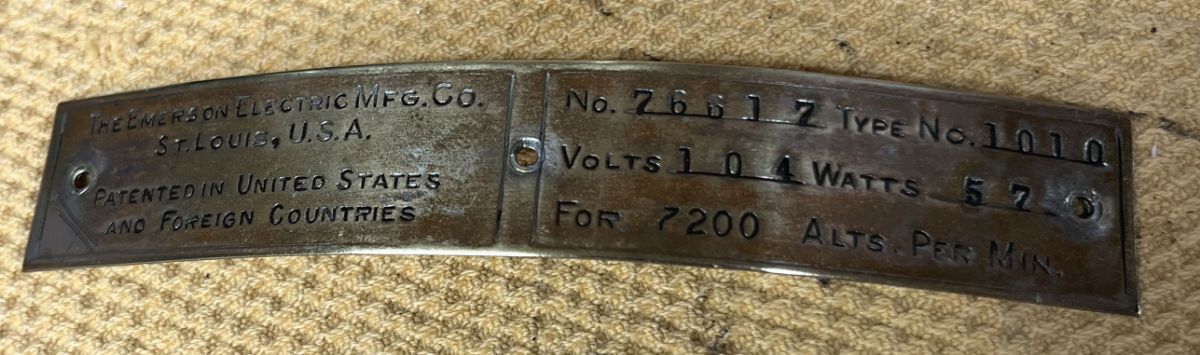 THE EMERSON ELECTRIC MFG. CO.
ST. LOUIS, U.S.A.
PATENTED IN UNITED STATES
AND FOREIGN COUNTRIES
NO. 76617 TYPE NO. 1010
VOLTS 104 WATTS 57
FOR 7200 ALTS. PER MIN.